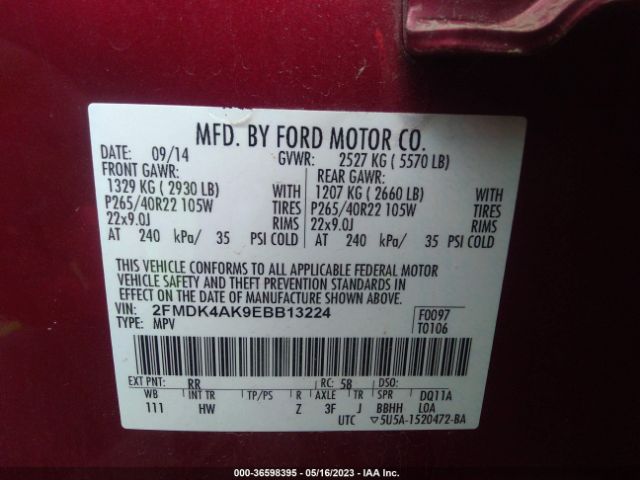 MFD. BY FORD MOTOR CO.
DATE: 09/14 GVWR: 2527 KG ( 5570 LB)
FRONT GAWR: REAR GAWR:
1329 KG ( 2930 LB) WITH 1207 KG ( 2660 LB) WITH
P265/40R22 105W TIRES P265/40R22 105W TIRES
22x9.0J RIMS 22x9.0J RIMS
AT 240 kPa/ 35 PSI COLD AT 240 kPa/ 35 PSI COLD
THIS VEHICLE CONFORMS TO ALL APPLICABLE FEDERAL MOTOR
VEHICLE SAFETY AND THEFT PREVENTION STANDARDS IN
EFFECT ON THE DATE OF MANUFACTURE SHOWN ABOVE.
VIN: 2FMDK4AK9EBB13224 F0097
TYPE: MPV T0106
EXT PNT: RR RC: 58 DSO:
WB INT TR TP/PS R AXLE TR SPR DQ11A
111 HW Z 3F J BBHH LOA
UTC 5U5A-1520472-BA
000-36598395 - 05/16/2023 - IAA Inc.